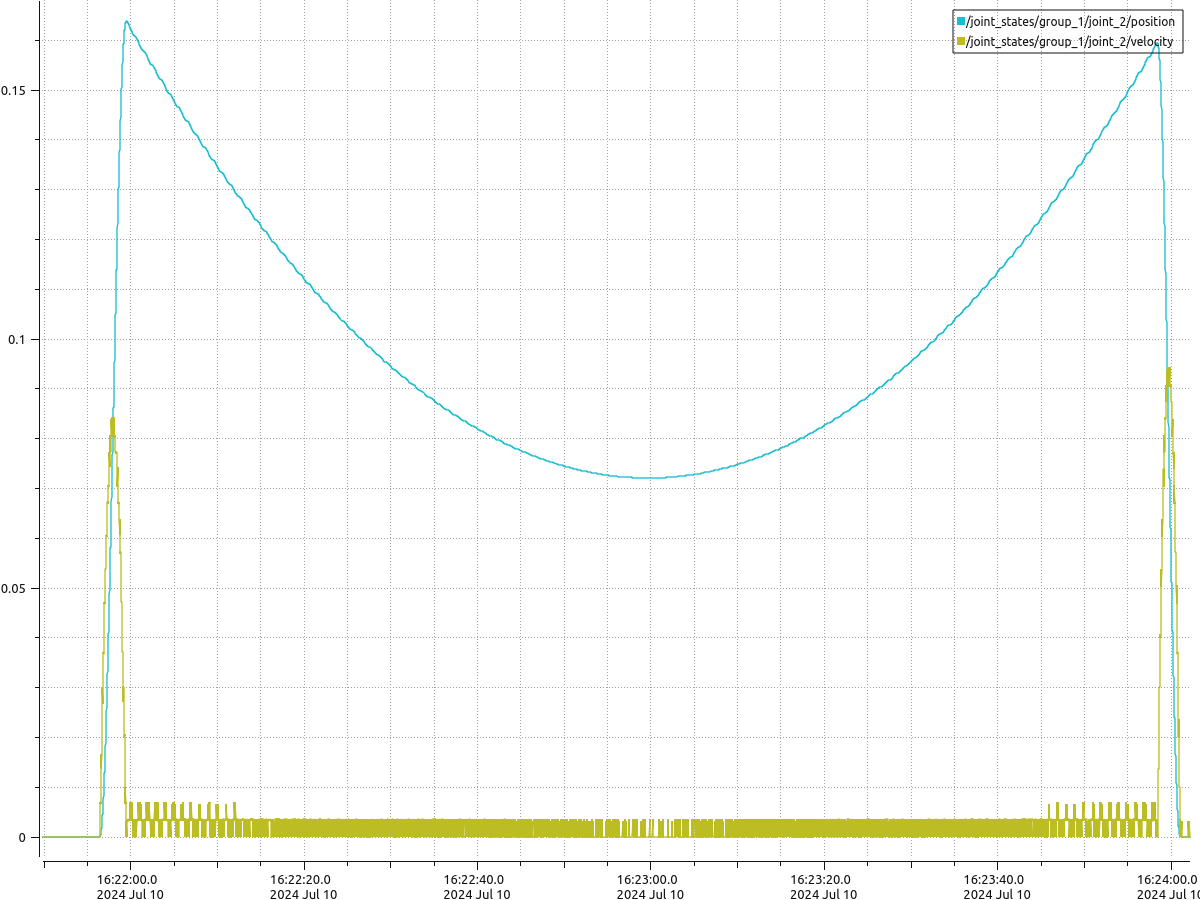 /joint_states/group_1/joint_2/position
/joint_states/group_1/joint_2/velocity
0.15
0.1
0.05
0
16:22:00.0 16:22:20.0 16:22:40.0 16:23:00.0 16:23:20.0 16:23:40.0 16:24:00.0
2024 Jul 10 2024 Jul 10 2024 Jul 10 2024 Jul 10 2024 Jul 10 2024 Jul 10 2024 Jul 10